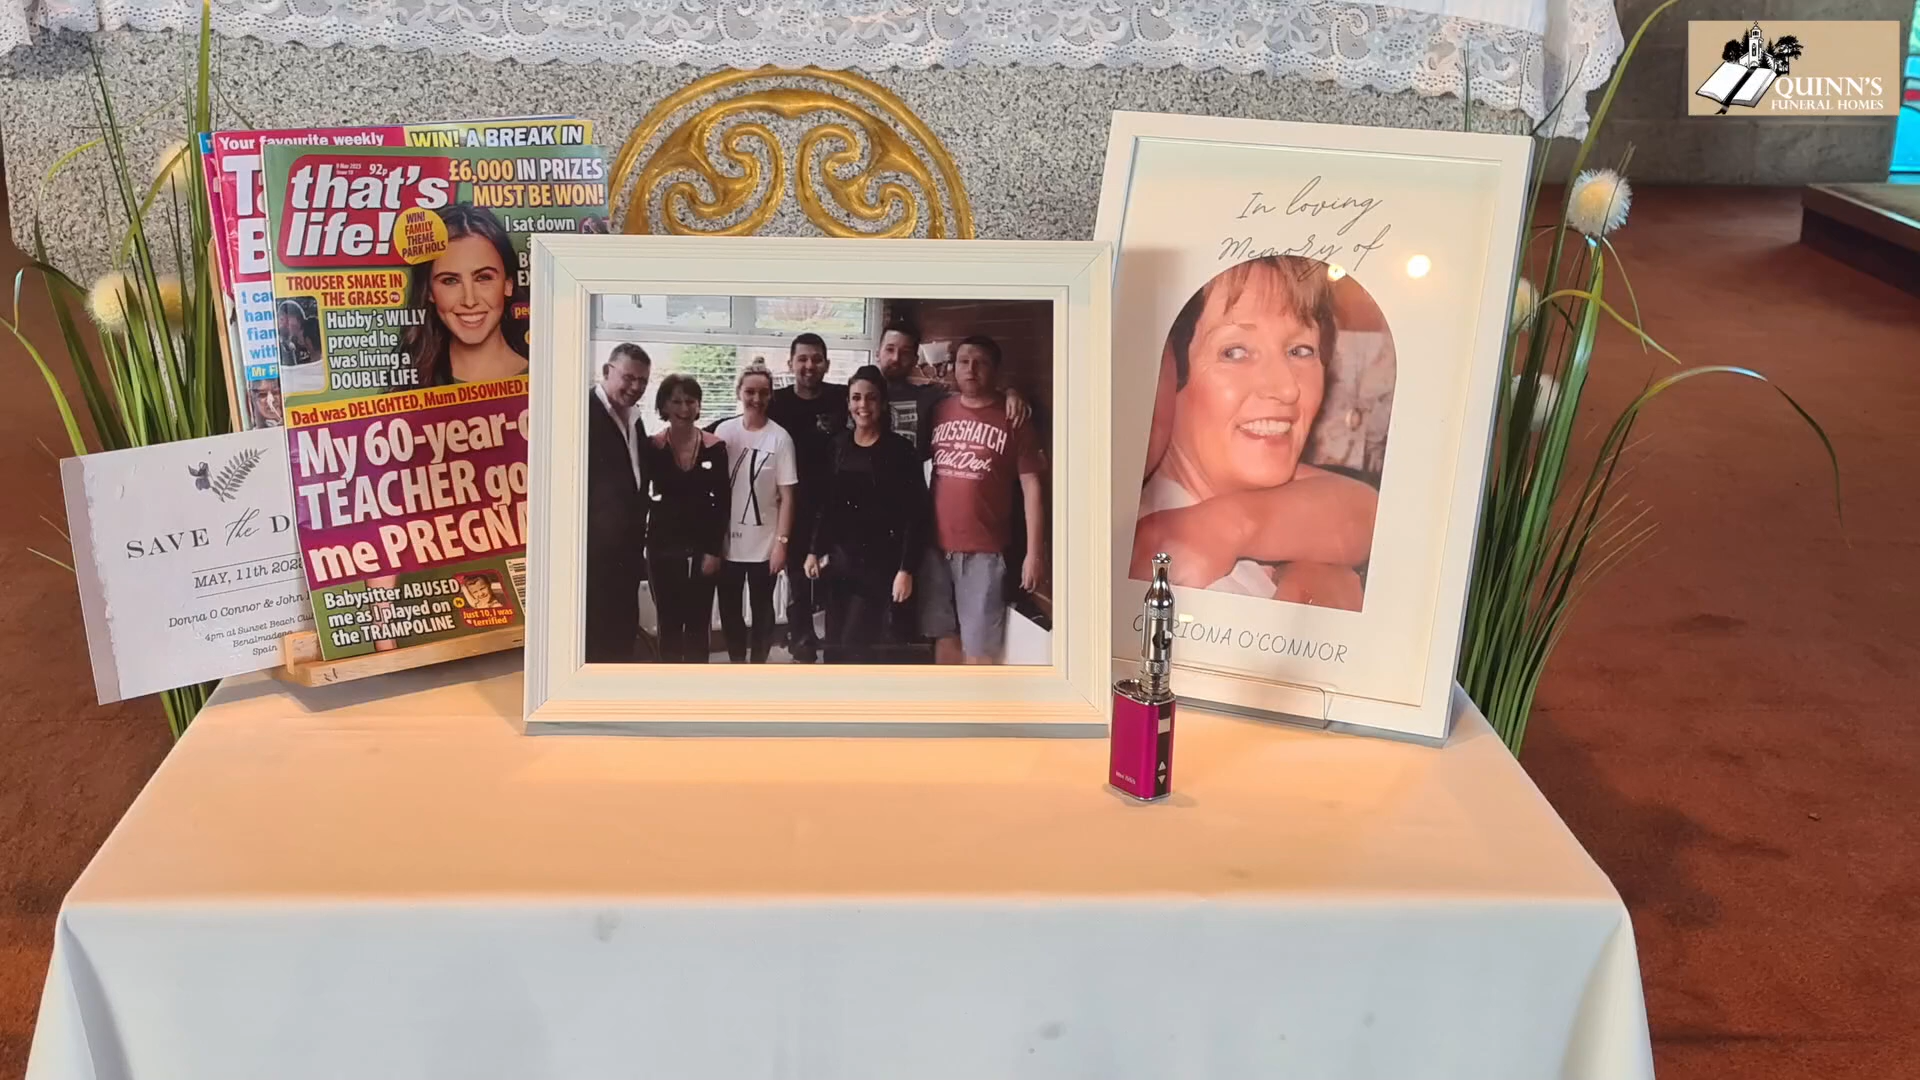 QUINN'S
FUNERAL HOMES
Your favourite weekly
WIN! A BREAK IN
that's
life!
92p
£6,000 IN PRIZES
MUST BE WON!
WIN!
FAMILY
THEME
PARK HOLS
I sat down
TROUSER SNAKE IN
THE GRASS
Hubby's WILLY
proved he
was living a
DOUBLE LIFE
Dad was DELIGHTED, Mum DISOWNED
My 60-year-
TEACHER go
me PREGNA
Babysitter ABUSED
me as I played on
the TRAMPOLINE
Just 10, I was
terrified
SAVE the D
MAY, 11th 202
Donna O Connor & John
4pm at Sunset Beach Clu
Benalmadena
Spain
CROSSHATCH
Athl. Dept.
In loving
Memory of
RIONA O'CONNOR